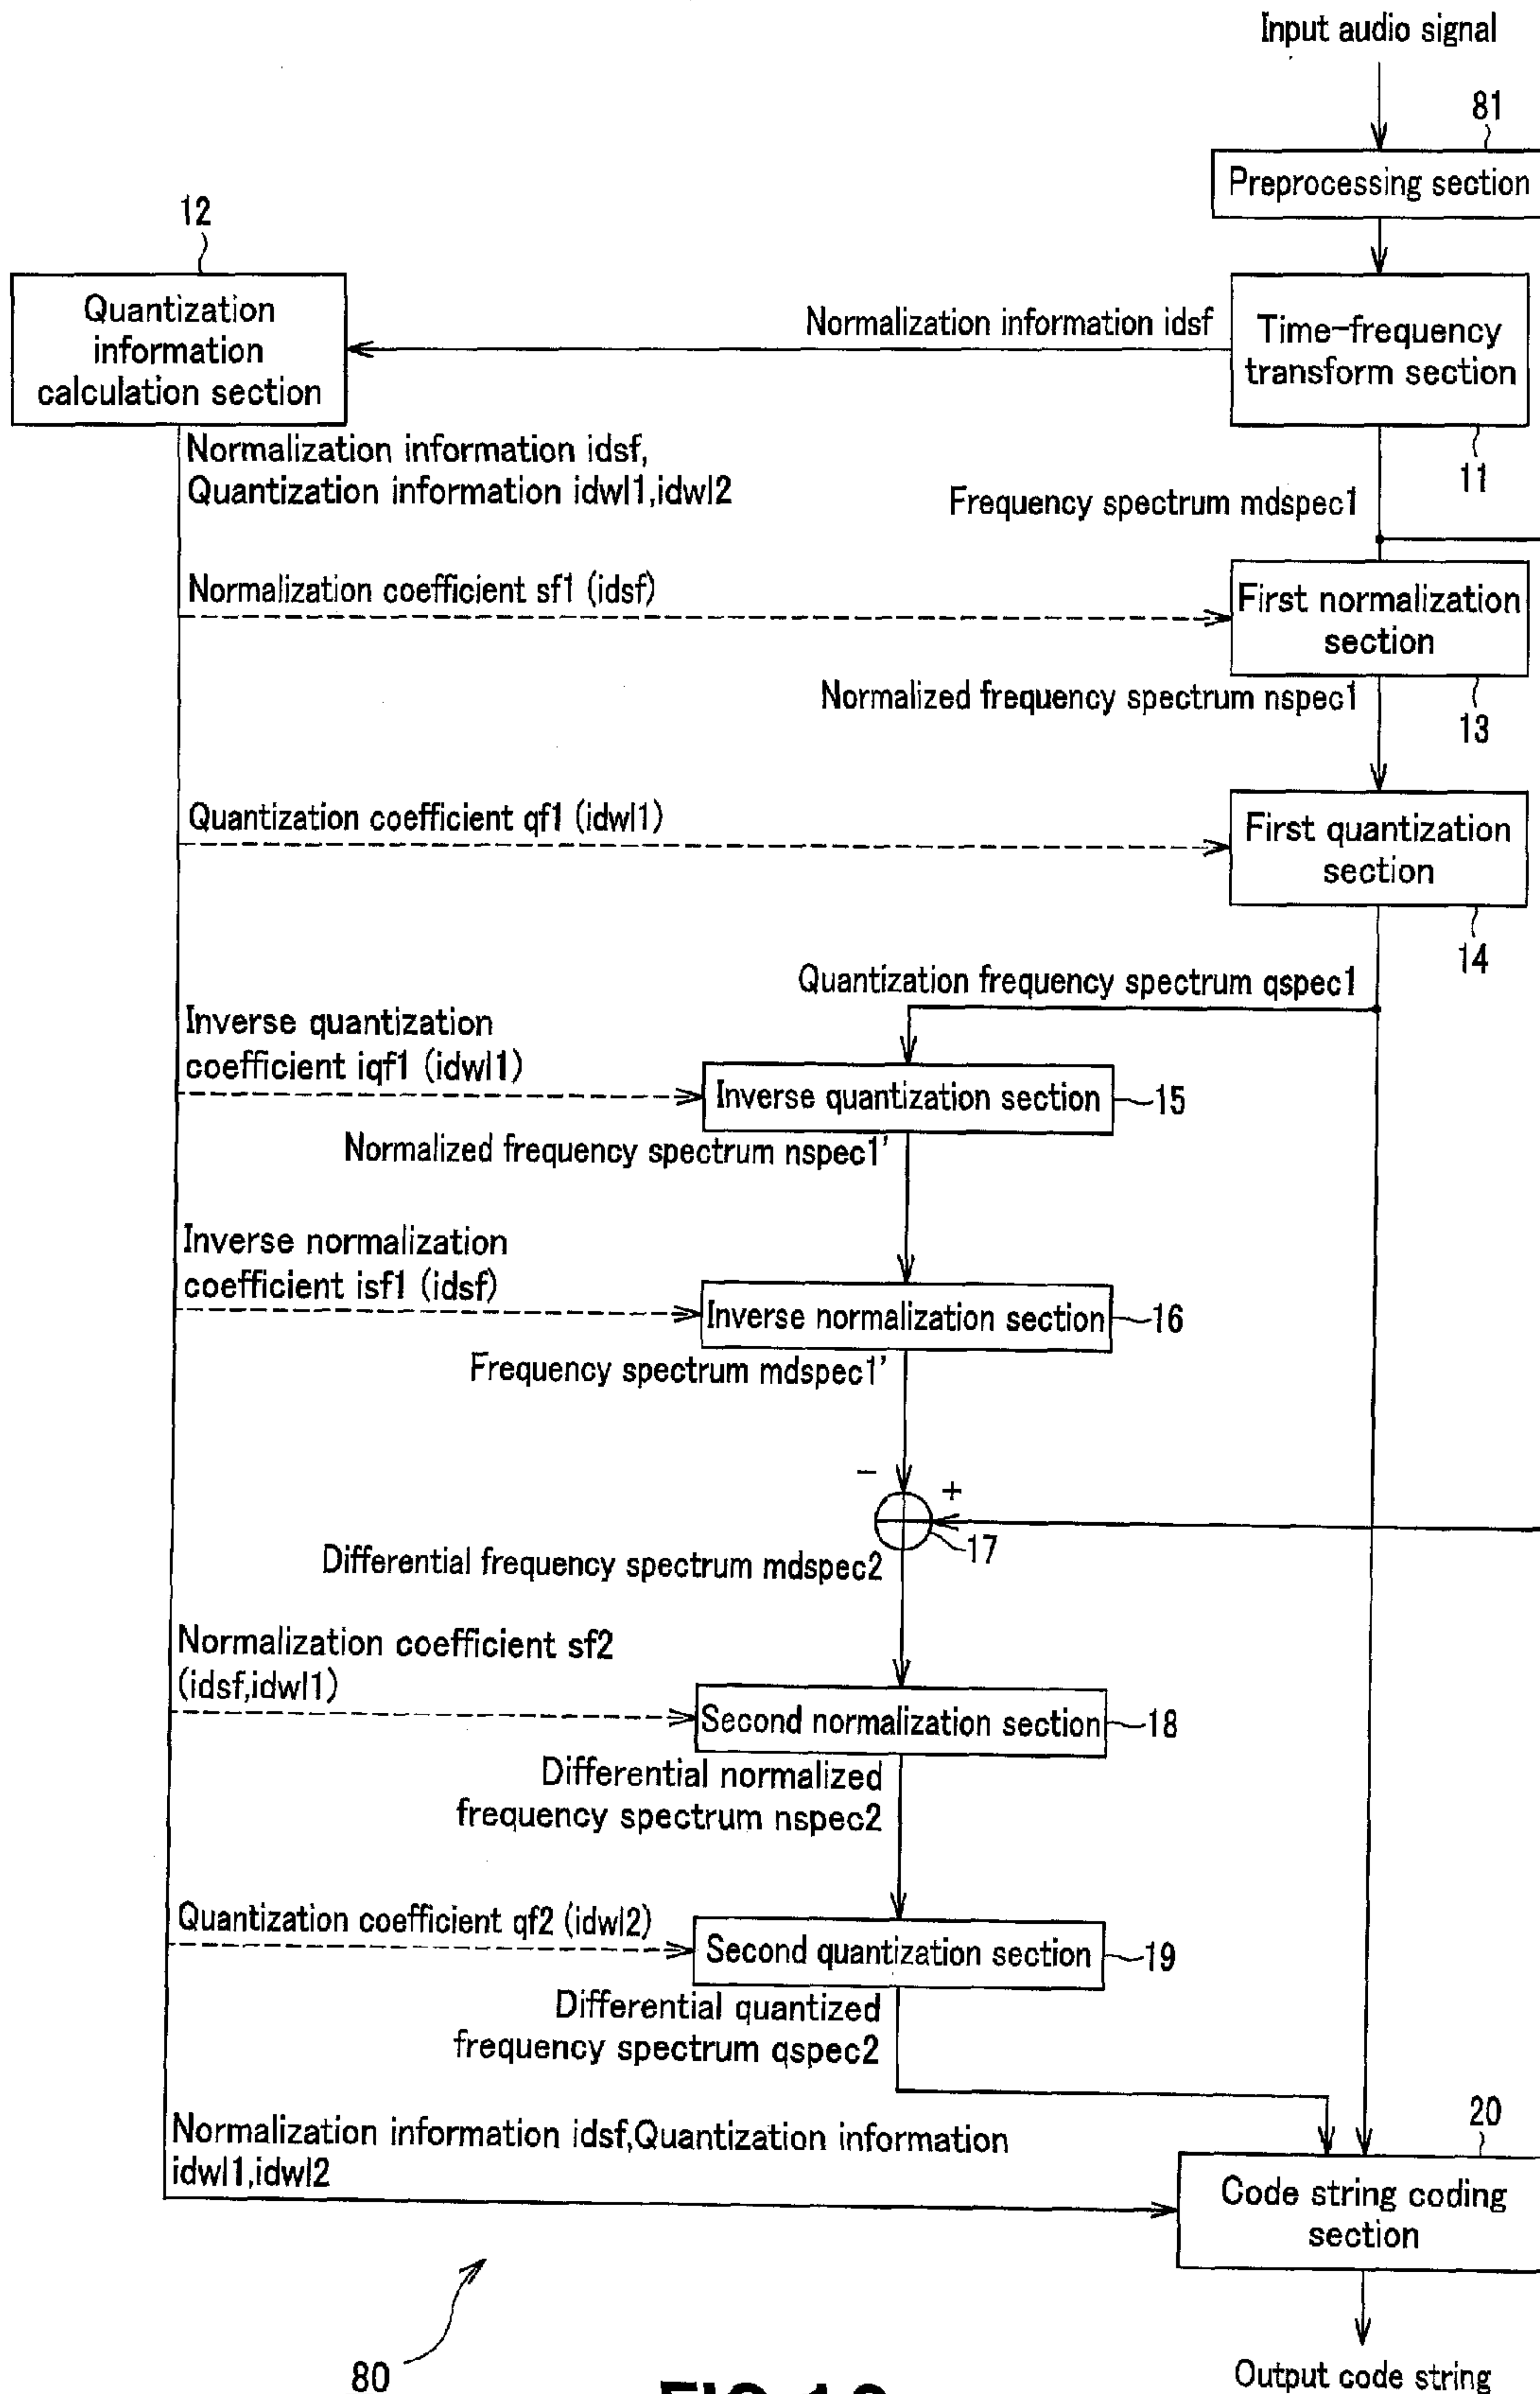 Input audio signal
81
Preprocessing section
12
Quantization
information
calculation section
Normalization information idsf
Time-frequency
transform section
11
Normalization information idsf,
Quantization information idwl1,idwl2
Frequency spectrum mdspec1
Normalization coefficient sf1 (idsf)
First normalization
section
13
Normalized frequency spectrum nspec1
Quantization coefficient qf1 (idwl1)
First quantization
section
14
Quantization frequency spectrum qspec1
Inverse quantization
coefficient iqf1 (idwl1)
Inverse quantization section
15
Normalized frequency spectrum nspec1'
Inverse normalization
coefficient isf1 (idsf)
Inverse normalization section
16
Frequency spectrum mdspec1'
− +
17
Differential frequency spectrum mdspec2
Normalization coefficient sf2
(idsf,idwl1)
Second normalization section
18
Differential normalized
frequency spectrum nspec2
Quantization coefficient qf2 (idwl2)
Second quantization section
19
Differential quantized
frequency spectrum qspec2
Normalization information idsf,Quantization information
idwl1,idwl2
20
Code string coding
section
80
Output code string